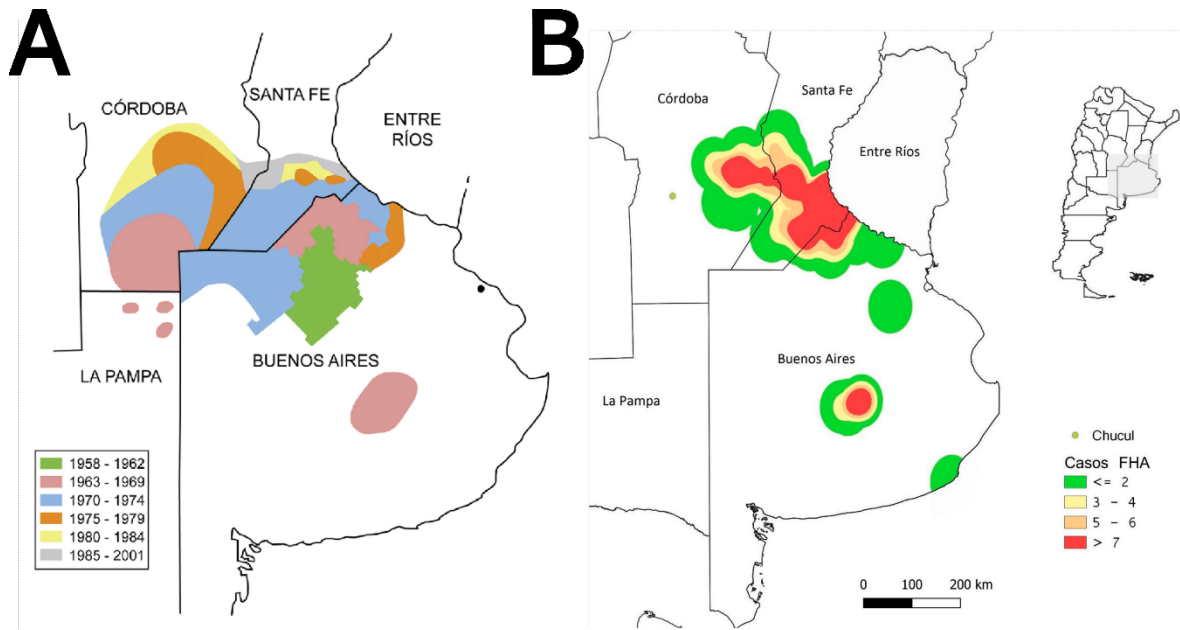 A
CÓRDOBA
SANTA FE
ENTRE
RÍOS
BUENOS AIRES
LA PAMPA
1958 - 1962
1963 - 1969
1970 - 1974
1975 - 1979
1980 - 1984
1985 - 2001
B
Córdoba
Santa Fe
Entre Ríos
Buenos Aires
La Pampa
Chucul
Casos FHA
<= 2
3 - 4
5 - 6
> 7
0 100 200 km